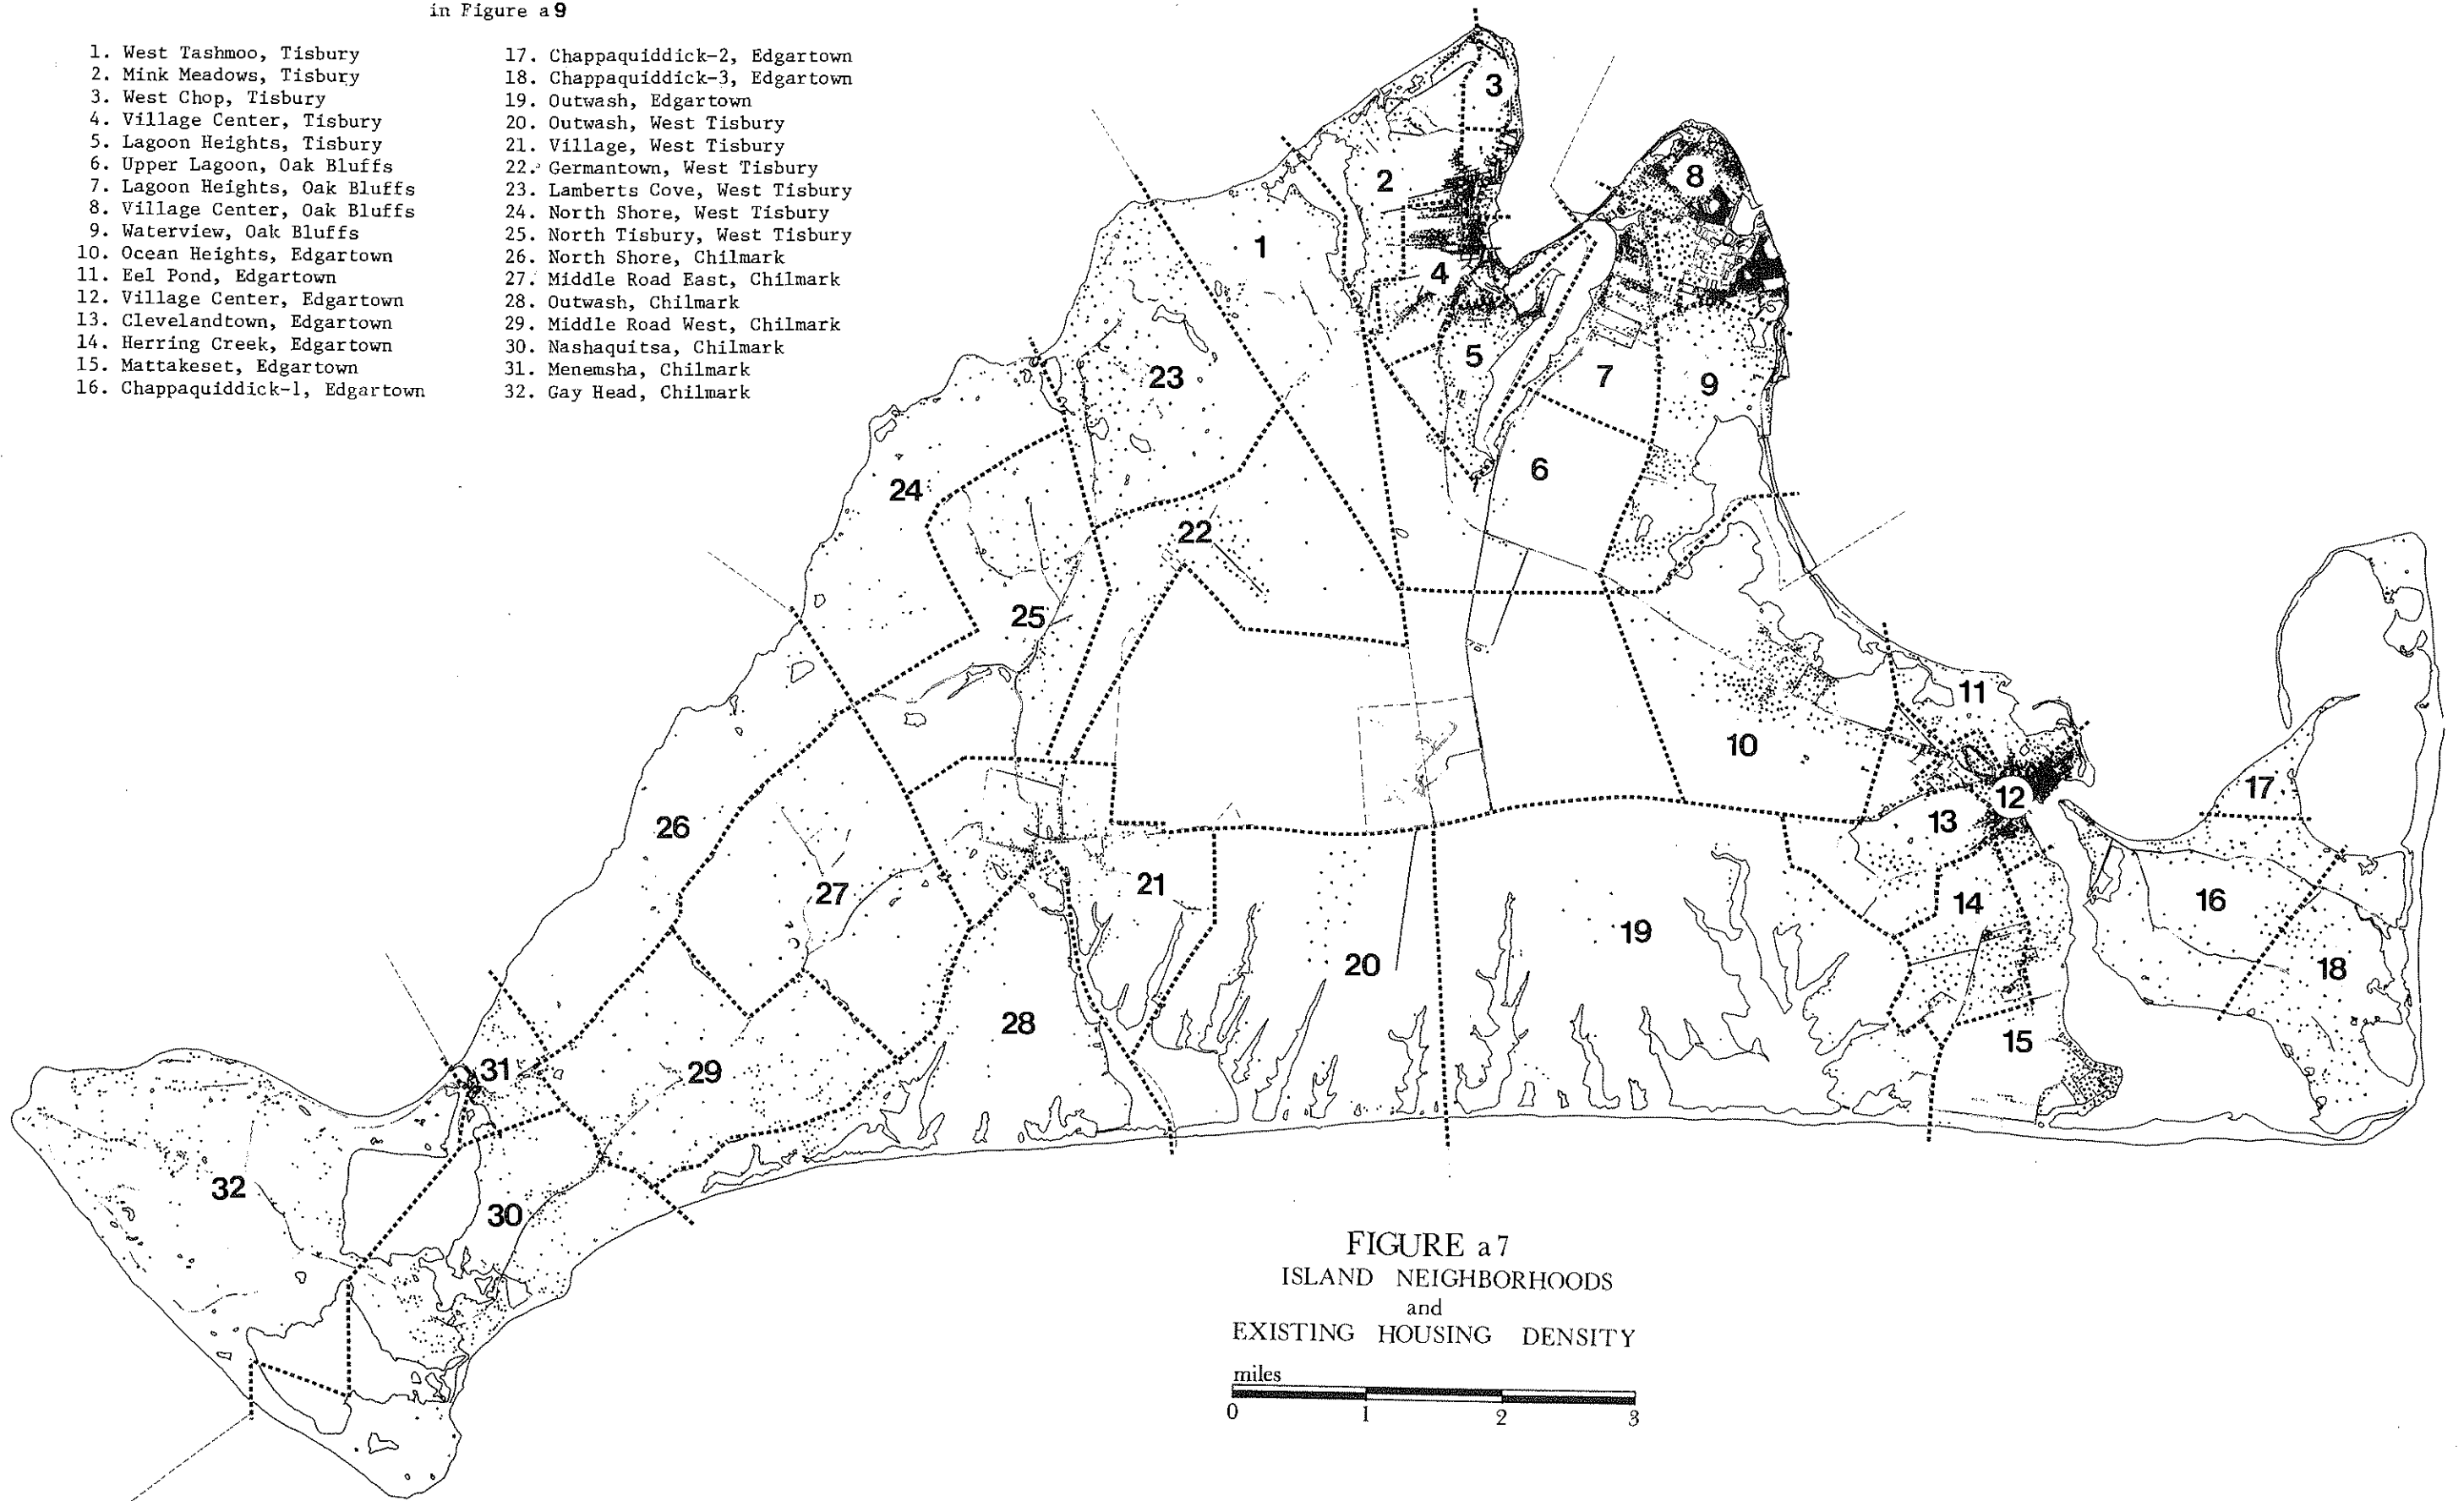 in Figure a9
1. West Tashmoo, Tisbury
2. Mink Meadows, Tisbury
3. West Chop, Tisbury
4. Village Center, Tisbury
5. Lagoon Heights, Tisbury
6. Upper Lagoon, Oak Bluffs
7. Lagoon Heights, Oak Bluffs
8. Village Center, Oak Bluffs
9. Waterview, Oak Bluffs
10. Ocean Heights, Edgartown
11. Eel Pond, Edgartown
12. Village Center, Edgartown
13. Clevelandtown, Edgartown
14. Herring Creek, Edgartown
15. Mattakeset, Edgartown
16. Chappaquiddick-1, Edgartown
17. Chappaquiddick-2, Edgartown
18. Chappaquiddick-3, Edgartown
19. Outwash, Edgartown
20. Outwash, West Tisbury
21. Village, West Tisbury
22. Germantown, West Tisbury
23. Lamberts Cove, West Tisbury
24. North Shore, West Tisbury
25. North Tisbury, West Tisbury
26. North Shore, Chilmark
27. Middle Road East, Chilmark
28. Outwash, Chilmark
29. Middle Road West, Chilmark
30. Nashaquitsa, Chilmark
31. Menemsha, Chilmark
32. Gay Head, Chilmark
3
8
2
1
4
5
23
7
9
6
24
22
25
11
10
17
12
26
13
27
21
16
14
19
20
18
28
15
31
29
32
30
FIGURE a7
ISLAND NEIGHBORHOODS
and
EXISTING HOUSING DENSITY
miles
0 1 2 3